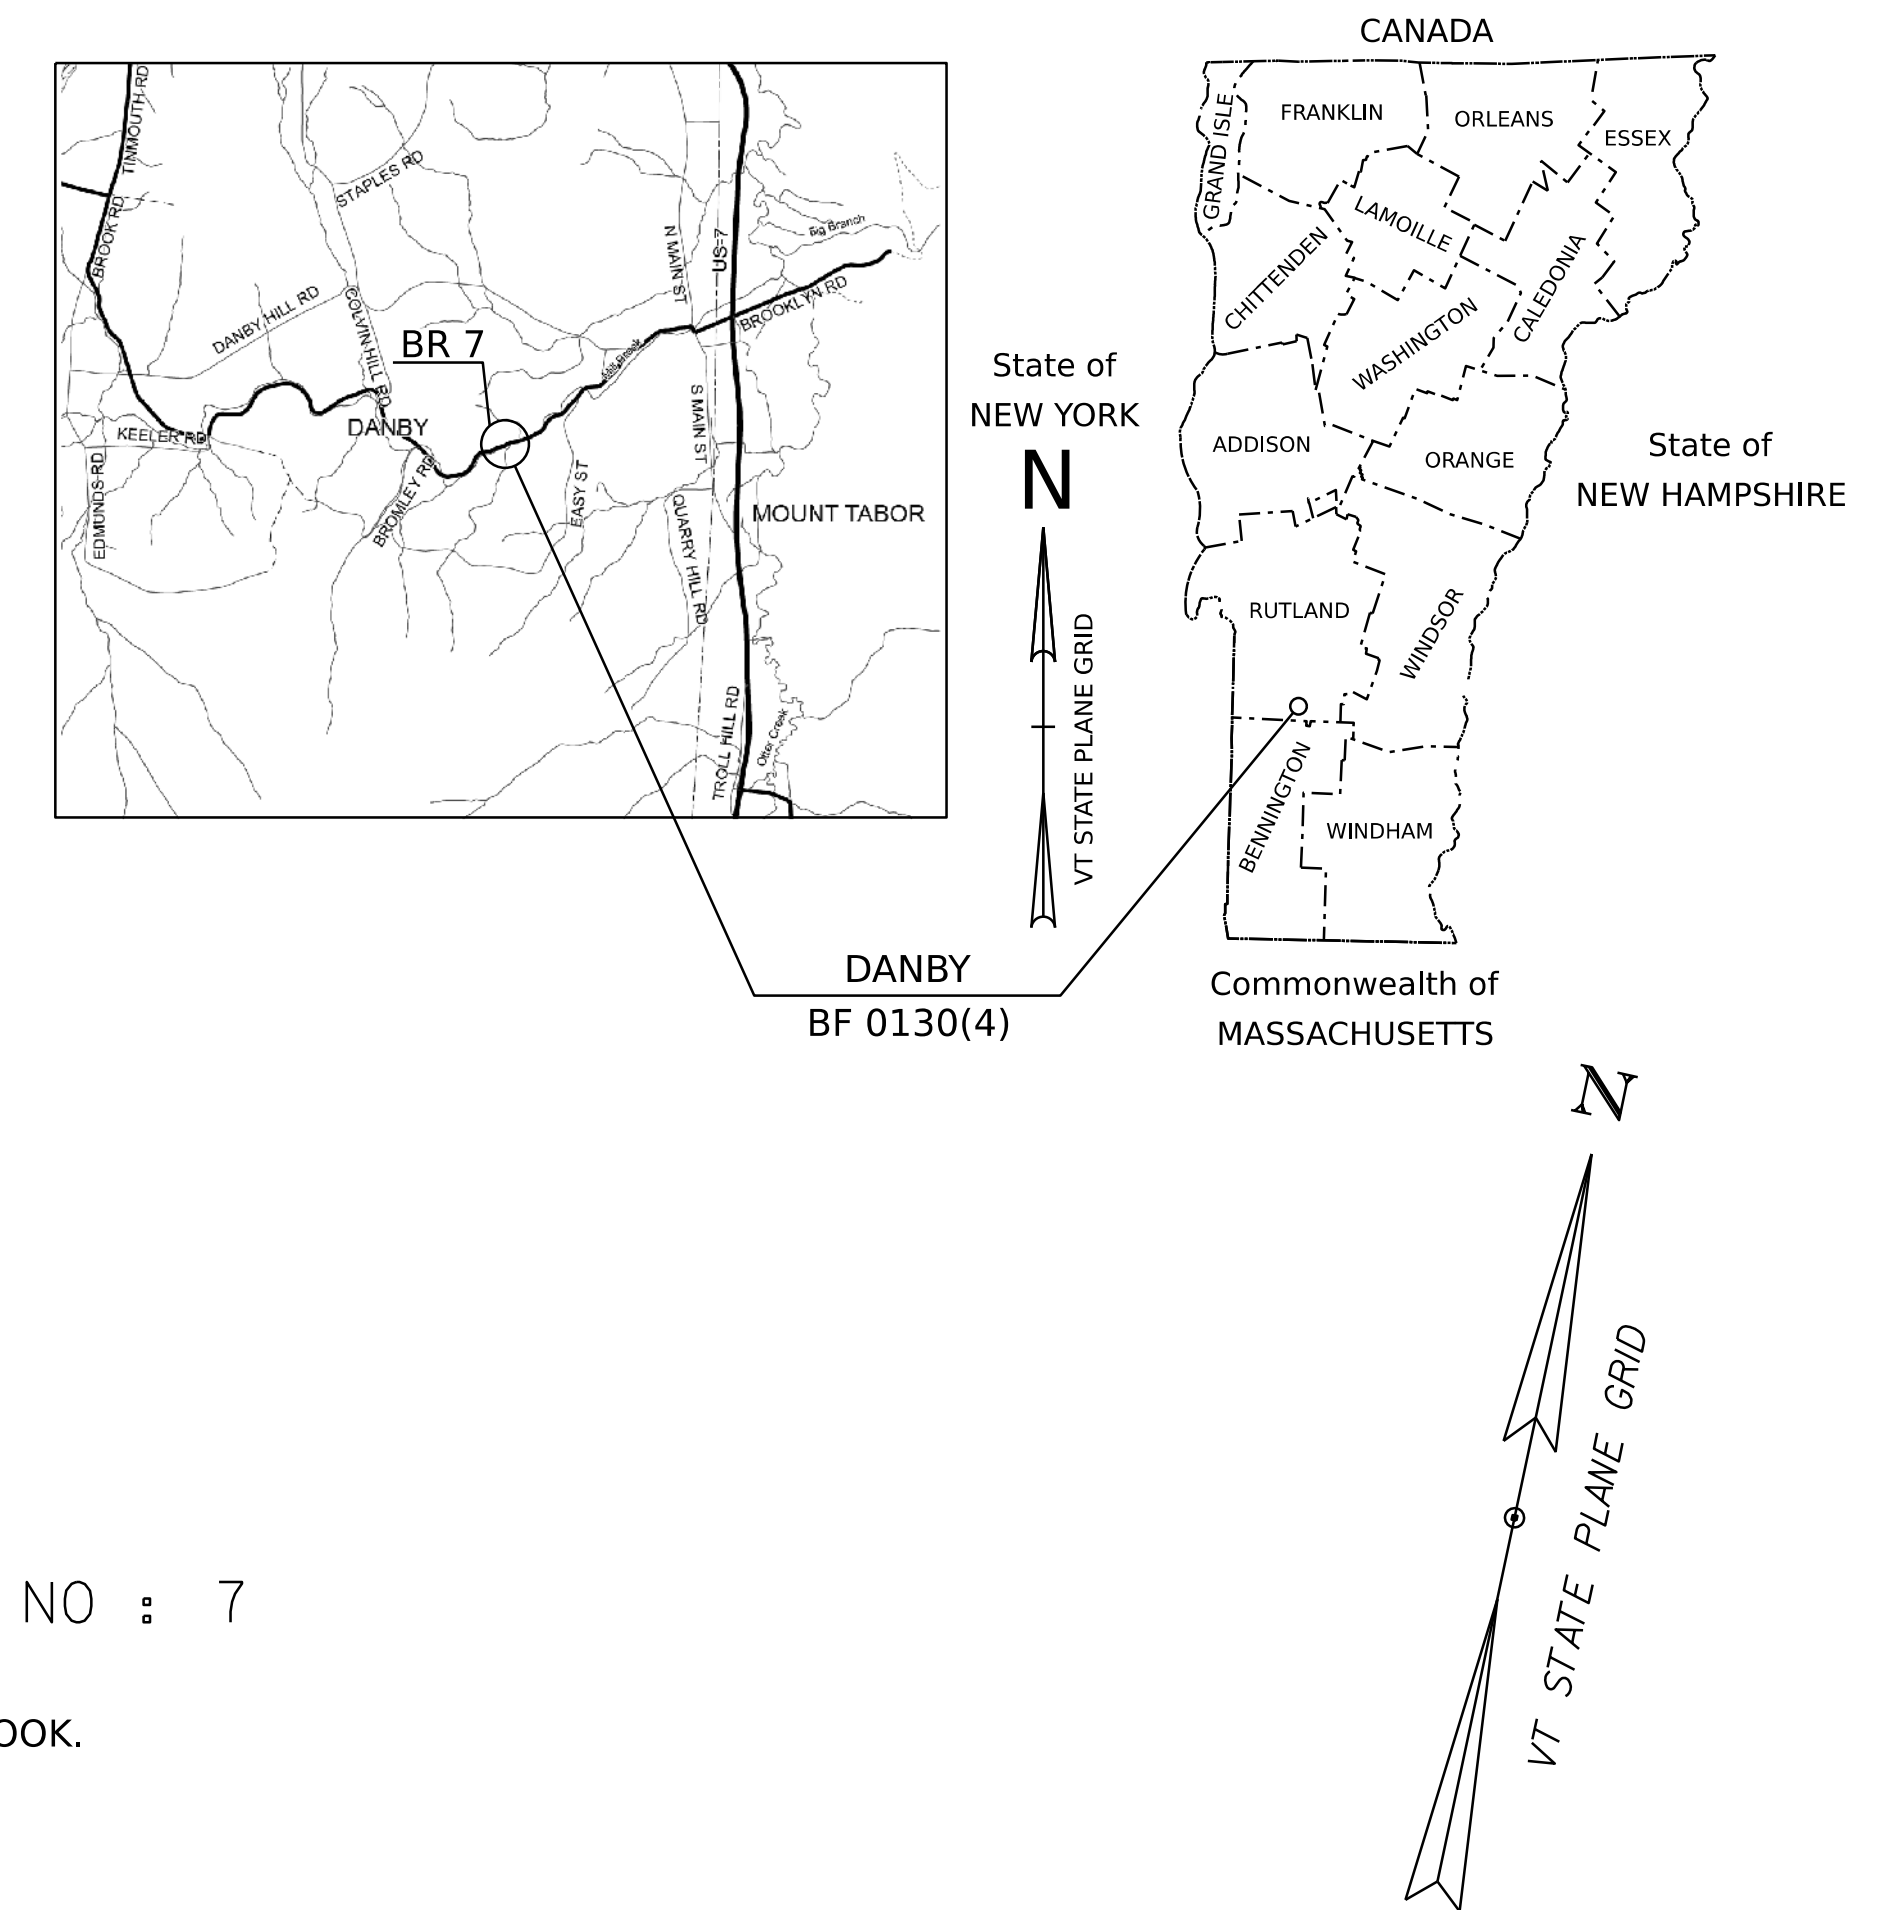 CANADA
TINMOUTH RD
BROOK RD
STAPLES RD
DANBY HILL RD
COLVIN HILL RD
N MAIN ST
US-7
Big Branch
BROOKLYN RD
BR 7
Mill Brook
DANBY
KEELER RD
EDMUNDS RD
BROMLEY RD
EASY ST
S MAIN ST
QUARRY HILL RD
MOUNT TABOR
TROLL HILL RD
Otter Creek
GRAND ISLE
FRANKLIN
ORLEANS
ESSEX
VT
LAMOILLE
CHITTENDEN
CALEDONIA
WASHINGTON
ADDISON
ORANGE
RUTLAND
WINDSOR
BENNINGTON
WINDHAM
State of
NEW YORK
State of
NEW HAMPSHIRE
N
VT STATE PLANE GRID
DANBY
BF 0130(4)
Commonwealth of
MASSACHUSETTS
N
VT STATE PLANE GRID
NO : 7
OOK.